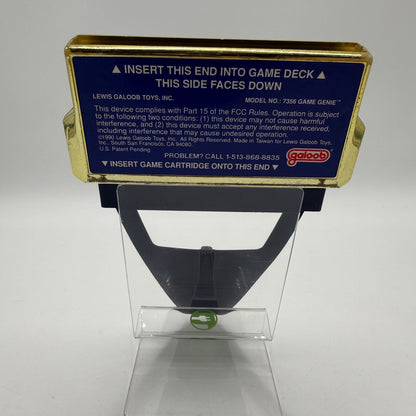 ▲ INSERT THIS END INTO GAME DECK ▲
THIS SIDE FACES DOWN
LEWIS GALOOB TOYS, INC. MODEL NO.: 7356 GAME GENIE™
This device complies with Part 15 of the FCC Rules. Operation is subject
to the following two conditions: (1) this device may not cause harmful
interference, and (2) this device must accept any interference received,
including interference that may cause undesired operation.
©1990 Lewis Galoob Toys, Inc. All Rights Reserved. Made in Taiwan for Lewis Galoob Toys,
Inc., South San Francisco, CA 94080.
U.S. Patent Pending
PROBLEM? CALL 1-513-868-8835
galoob
▼ INSERT GAME CARTRIDGE ONTO THIS END ▼